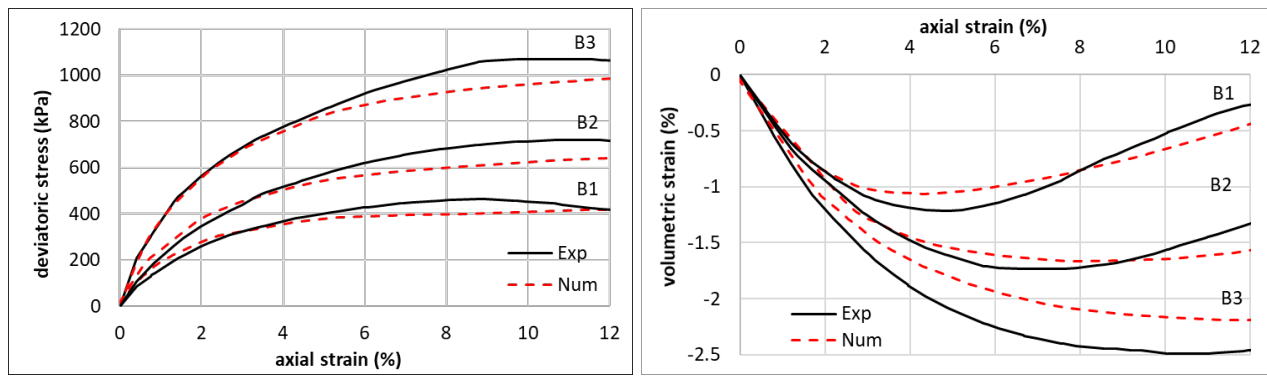 1200
1000
800
600
400
200
0
deviatoric stress (kPa)
B3
B2
B1
Exp
Num
0 2 4 6 8 10 12
axial strain (%)
axial strain (%)
0 2 4 6 8 10 12
0
-0.5
-1
-1.5
-2
-2.5
volumetric strain (%)
B1
B2
B3
Exp
Num